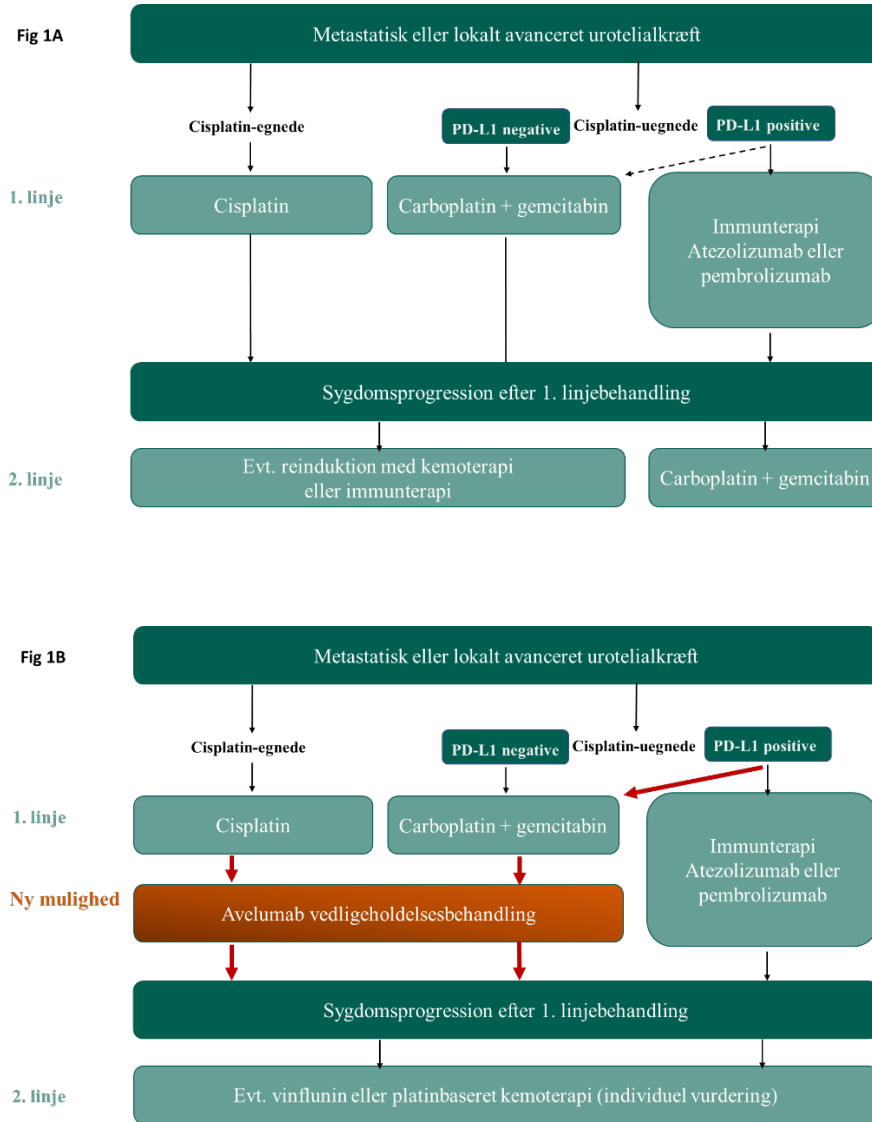 Fig 1A
Metastatisk eller lokalt avanceret urotelialkræft
Cisplatin-egnede
PD-L1 negative
Cisplatin-uegnede
PD-L1 positive
1. linje
Cisplatin
Carboplatin + gemcitabin
Immunterapi
Atezolizumab eller
pembrolizumab
Sygdomsprogression efter 1. linjebehandling
2. linje
Evt. reinduktion med kemoterapi
eller immunterapi
Carboplatin + gemcitabin
Fig 1B
Metastatisk eller lokalt avanceret urotelialkræft
Cisplatin-egnede
PD-L1 negative
Cisplatin-uegnede
PD-L1 positive
1. linje
Cisplatin
Carboplatin + gemcitabin
Immunterapi
Atezolizumab eller
pembrolizumab
Ny mulighed
Avelumab vedligeholdelsesbehandling
Sygdomsprogression efter 1. linjebehandling
2. linje
Evt. vinflunin eller platinbaseret kemoterapi (individuel vurdering)